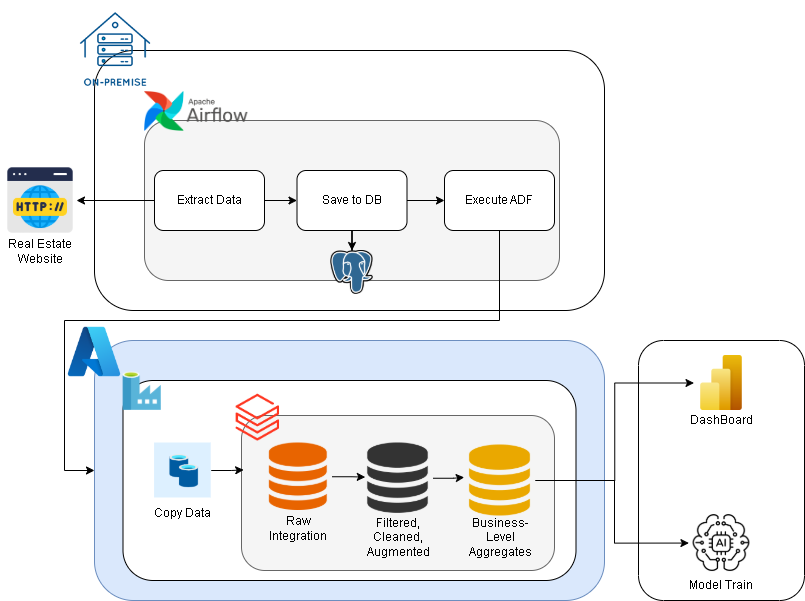 ON-PREMISE
Apache
Airflow
Extract Data
Save to DB
Execute ADF
HTTP://
Real Estate
Website
Copy Data
Raw
Integration
Filtered,
Cleaned,
Augmented
Business-
Level
Aggregates
DashBoard
AI
Model Train